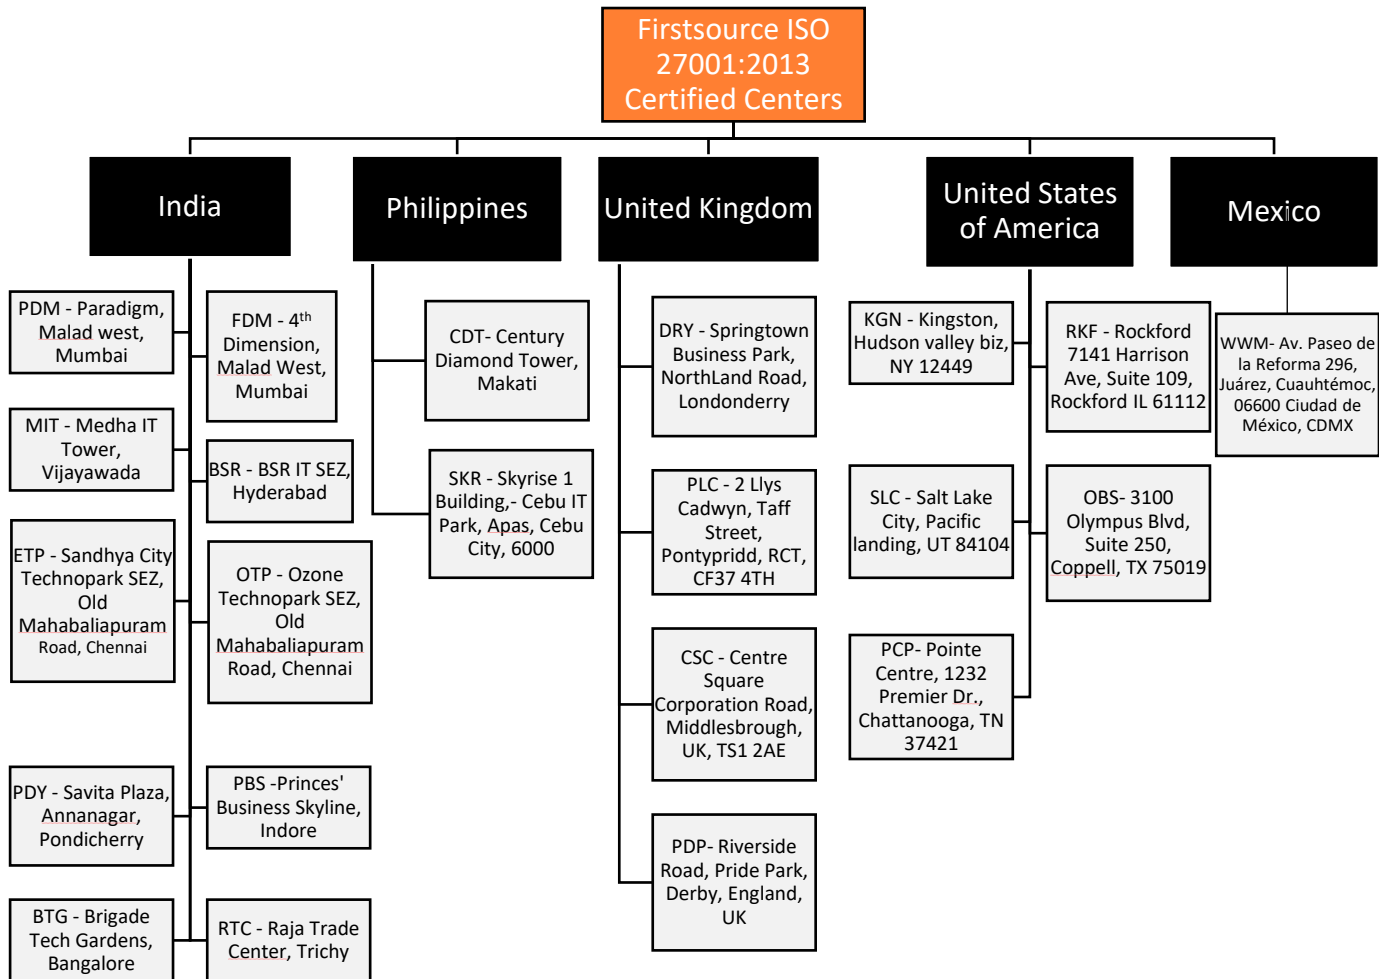 Firstsource ISO
27001:2013
Certified Centers
India
Philippines
United Kingdom
United States
of America
Mexico
PDM - Paradigm,
Malad west,
Mumbai
FDM - 4th
Dimension,
Malad West,
Mumbai
MIT - Medha IT
Tower,
Vijayawada
BSR - BSR IT SEZ,
Hyderabad
ETP - Sandhya City
Technopark SEZ,
Old
Mahabaliapuram
Road, Chennai
OTP - Ozone
Technopark SEZ,
Old
Mahabaliapuram
Road, Chennai
PDY - Savita Plaza,
Annanagar,
Pondicherry
PBS -Princes'
Business Skyline,
Indore
BTG - Brigade
Tech Gardens,
Bangalore
RTC - Raja Trade
Center, Trichy
CDT- Century
Diamond Tower,
Makati
SKR - Skyrise 1
Building,- Cebu IT
Park, Apas, Cebu
City, 6000
DRY - Springtown
Business Park,
NorthLand Road,
Londonderry
PLC - 2 Llys
Cadwyn, Taff
Street,
Pontypridd, RCT,
CF37 4TH
CSC - Centre
Square
Corporation Road,
Middlesbrough,
UK, TS1 2AE
PDP- Riverside
Road, Pride Park,
Derby, England,
UK
KGN - Kingston,
Hudson valley biz,
NY 12449
RKF - Rockford
7141 Harrison
Ave, Suite 109,
Rockford IL 61112
SLC - Salt Lake
City, Pacific
landing, UT 84104
OBS- 3100
Olympus Blvd,
Suite 250,
Coppell, TX 75019
PCP- Pointe
Centre, 1232
Premier Dr.,
Chattanooga, TN
37421
WWM- Av. Paseo de
la Reforma 296,
Juárez, Cuauhtémoc,
06600 Ciudad de
México, CDMX